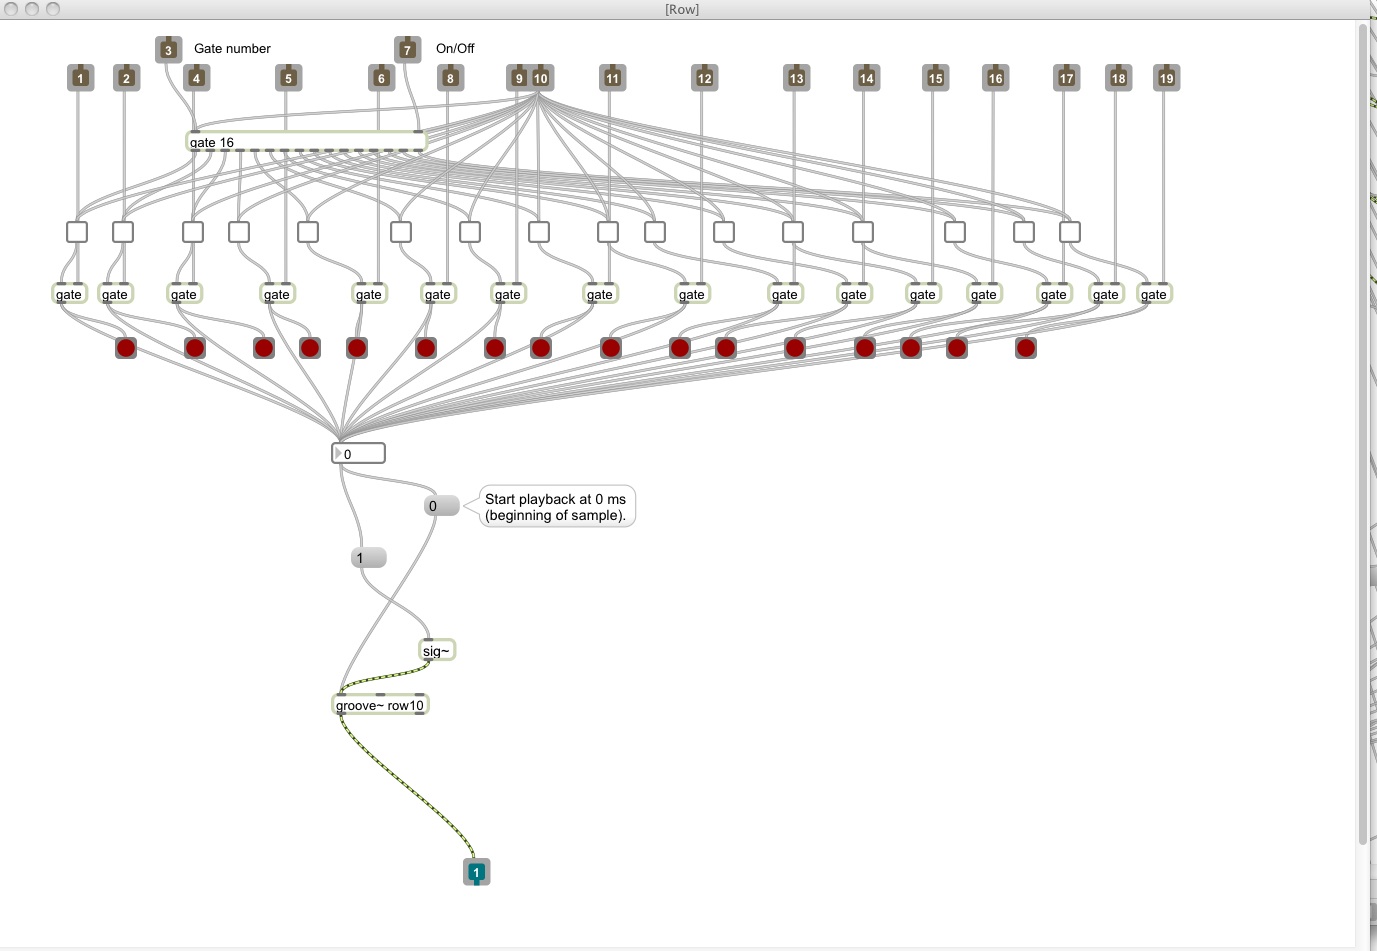 [Row]
3 Gate number 7 On/Off
1 2 4 5 6 8 9 10 11 12 13 14 15 16 17 18 19
gate 16
gate gate gate gate gate gate gate gate gate gate gate gate gate gate gate gate
0
0 Start playback at 0 ms
(beginning of sample).
1
sig~
groove~ row10
1